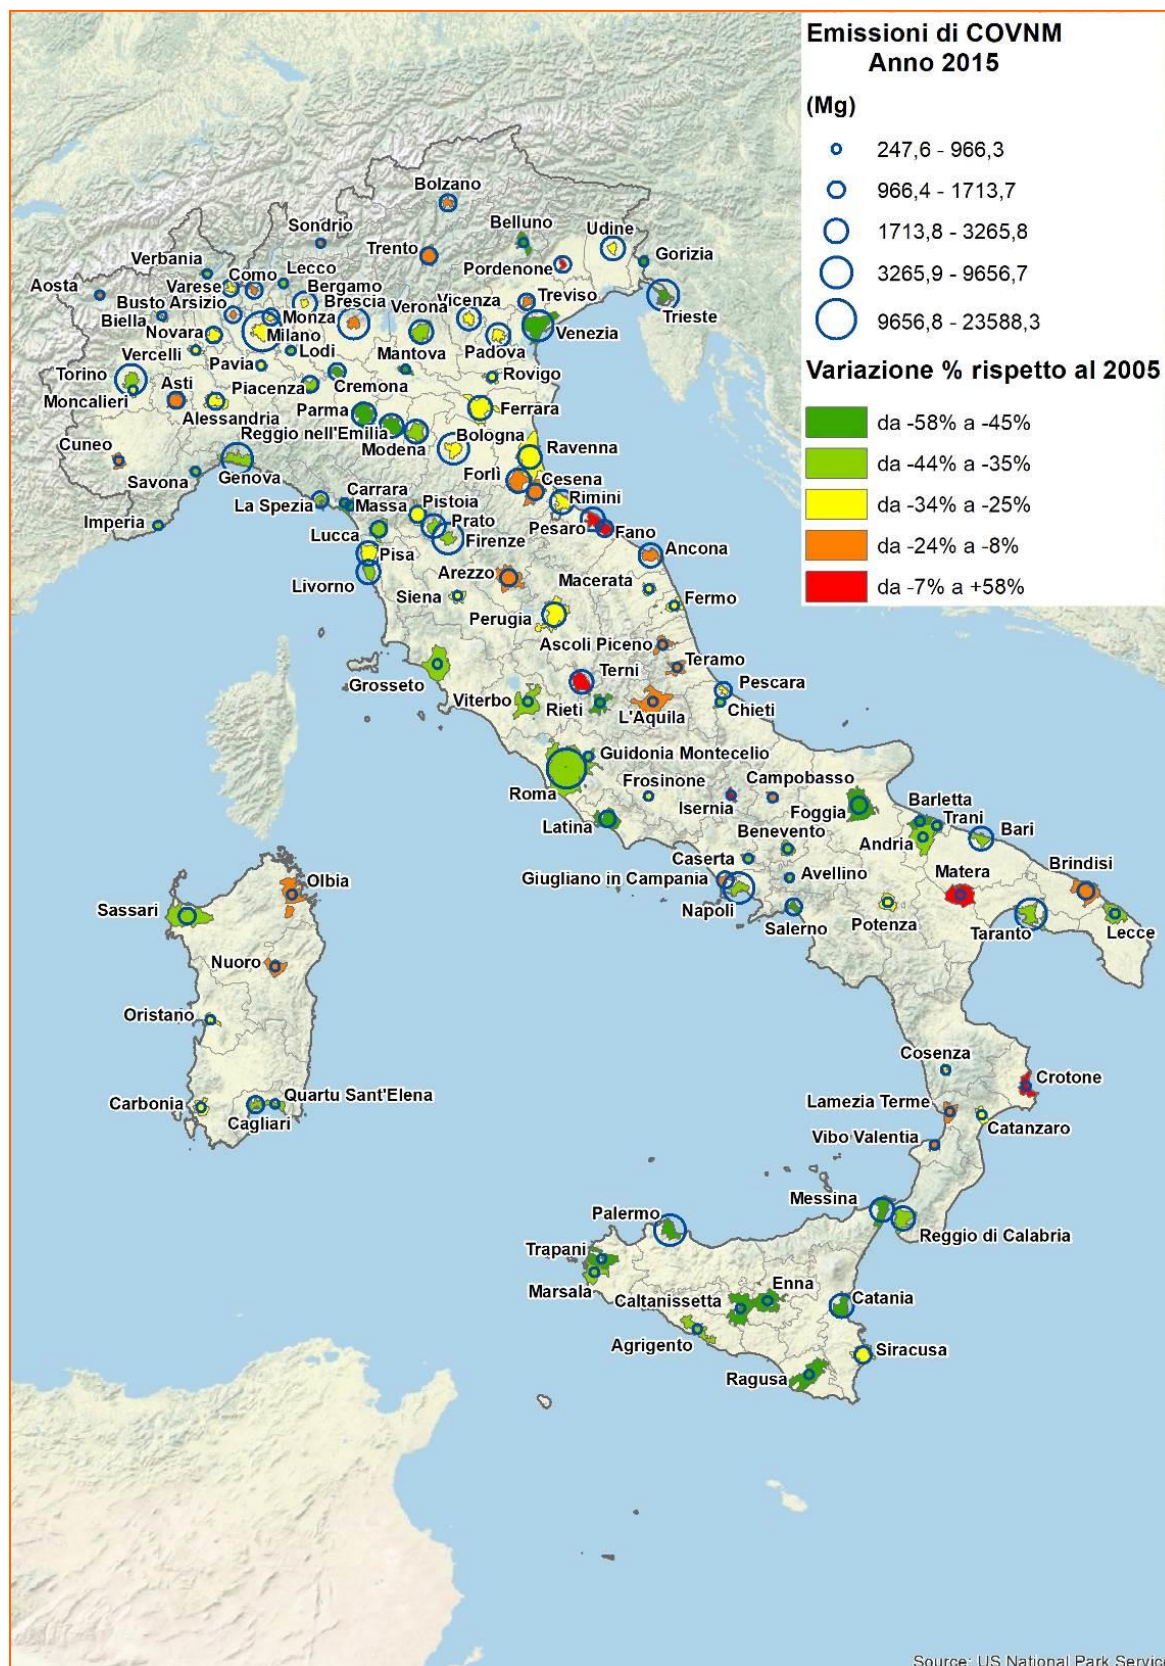 Emissioni di COVNM
Anno 2015
(Mg)
247,6 - 966,3
966,4 - 1713,7
1713,8 - 3265,8
3265,9 - 9656,7
9656,8 - 23588,3
Variazione % rispetto al 2005
da -58% a -45%
da -44% a -35%
da -34% a -25%
da -24% a -8%
da -7% a +58%
Bolzano
Sondrio
Belluno
Udine
Trento
Verbania
Gorizia
Pordenone
Como
Lecco
Aosta
Varese
Bergamo
Busto Arsizio
Brescia
Verona
Vicenza
Treviso
Trieste
Biella
Monza
Novara
Milano
Venezia
Vercelli
Lodi
Mantova
Padova
Pavia
Torino
Asti
Rovigo
Moncalieri
Piacenza
Cremona
Alessandria
Parma
Ferrara
Reggio nell'Emilia
Cuneo
Modena
Bologna
Ravenna
Savona
Genova
Forlì
Cesena
La Spezia
Carrara
Massa
Pistoia
Rimini
Imperia
Prato
Pesaro
Fano
Lucca
Firenze
Pisa
Ancona
Livorno
Arezzo
Macerata
Siena
Fermo
Perugia
Ascoli Piceno
Terni
Teramo
Grosseto
Pescara
Viterbo
Rieti
L'Aquila
Chieti
Guidonia Montecelio
Roma
Frosinone
Campobasso
Isernia
Foggia
Barletta
Trani
Latina
Benevento
Andria
Bari
Caserta
Avellino
Matera
Brindisi
Giugliano in Campania
Olbia
Napoli
Sassari
Salerno
Potenza
Taranto
Lecce
Nuoro
Oristano
Cosenza
Crotone
Quartu Sant'Elena
Carbonia
Lamezia Terme
Cagliari
Catanzaro
Vibo Valentia
Messina
Palermo
Reggio di Calabria
Trapani
Enna
Marsala
Caltanissetta
Catania
Agrigento
Siracusa
Ragusa
Source: US National Park Service